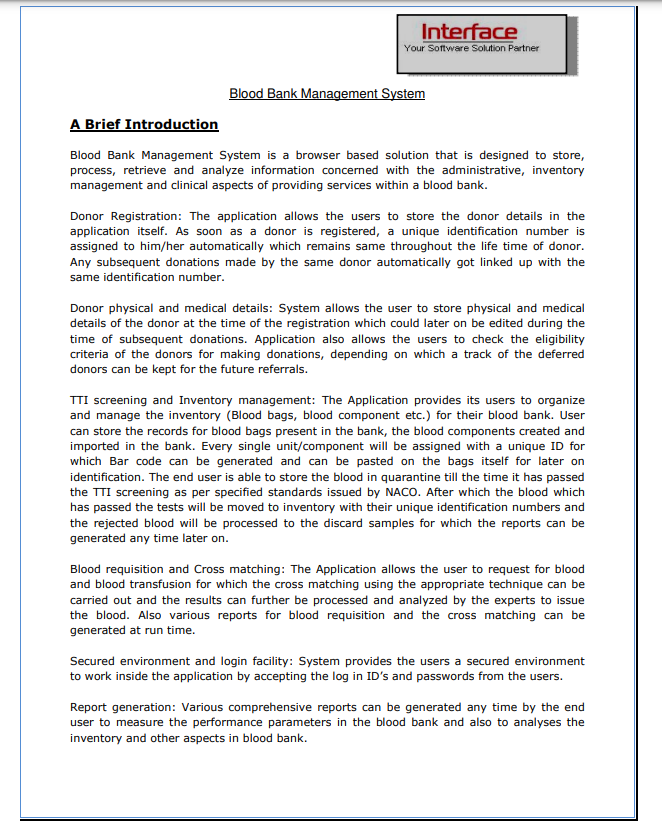 Interface
Your Software Solution Partner
Blood Bank Management System
A Brief Introduction
Blood Bank Management System is a browser based solution that is designed to store,
process, retrieve and analyze information concerned with the administrative, inventory
management and clinical aspects of providing services within a blood bank.
Donor Registration: The application allows the users to store the donor details in the
application itself. As soon as a donor is registered, a unique identification number is
assigned to him/her automatically which remains same throughout the life time of donor.
Any subsequent donations made by the same donor automatically got linked up with the
same identification number.
Donor physical and medical details: System allows the user to store physical and medical
details of the donor at the time of the registration which could later on be edited during the
time of subsequent donations. Application also allows the users to check the eligibility
criteria of the donors for making donations, depending on which a track of the deferred
donors can be kept for the future referrals.
TTI screening and Inventory management: The Application provides its users to organize
and manage the inventory (Blood bags, blood component etc.) for their blood bank. User
can store the records for blood bags present in the bank, the blood components created and
imported in the bank. Every single unit/component will be assigned with a unique ID for
which Bar code can be generated and can be pasted on the bags itself for later on
identification. The end user is able to store the blood in quarantine till the time it has passed
the TTI screening as per specified standards issued by NACO. After which the blood which
has passed the tests will be moved to inventory with their unique identification numbers and
the rejected blood will be processed to the discard samples for which the reports can be
generated any time later on.
Blood requisition and Cross matching: The Application allows the user to request for blood
and blood transfusion for which the cross matching using the appropriate technique can be
carried out and the results can further be processed and analyzed by the experts to issue
the blood. Also various reports for blood requisition and the cross matching can be
generated at run time.
Secured environment and login facility: System provides the users a secured environment
to work inside the application by accepting the log in ID’s and passwords from the users.
Report generation: Various comprehensive reports can be generated any time by the end
user to measure the performance parameters in the blood bank and also to analyses the
inventory and other aspects in blood bank.